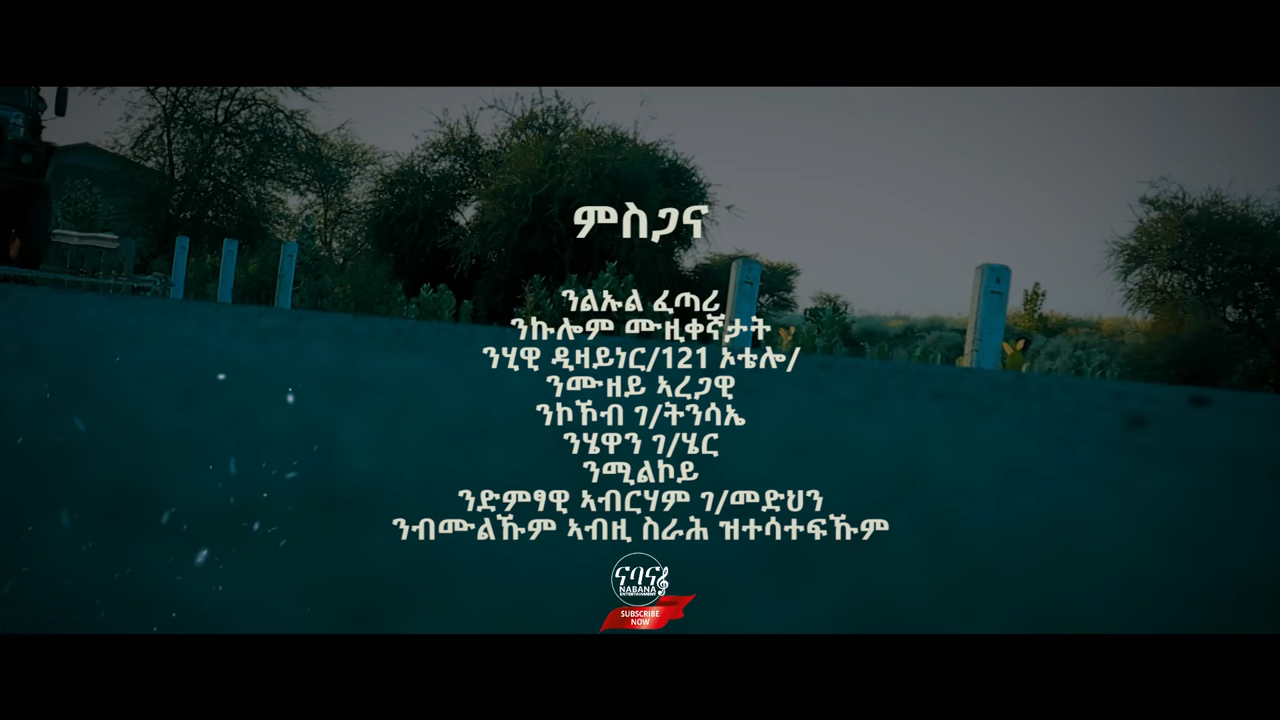 ምስጋና
ንልኡል ፈጣሪ
ንኩሎም ሙዚቀኛታት
ንሂዊ ዲዛይነር/121 ኦቴሎ/
ንሙዘይ ኣረጋዊ
ንኮኾብ ገ/ትንሳኤ
ንሄዋን ገ/ሄር
ንሚልኮይ
ንድምፃዊ ኣብርሃም ገ/መድህን
ንብሙልኹም ኣብዚ ስራሕ ዝተሳተፍኹም
ናባና
NABANA
ENTERTAINMENT
SUBSCRIBE
NOW